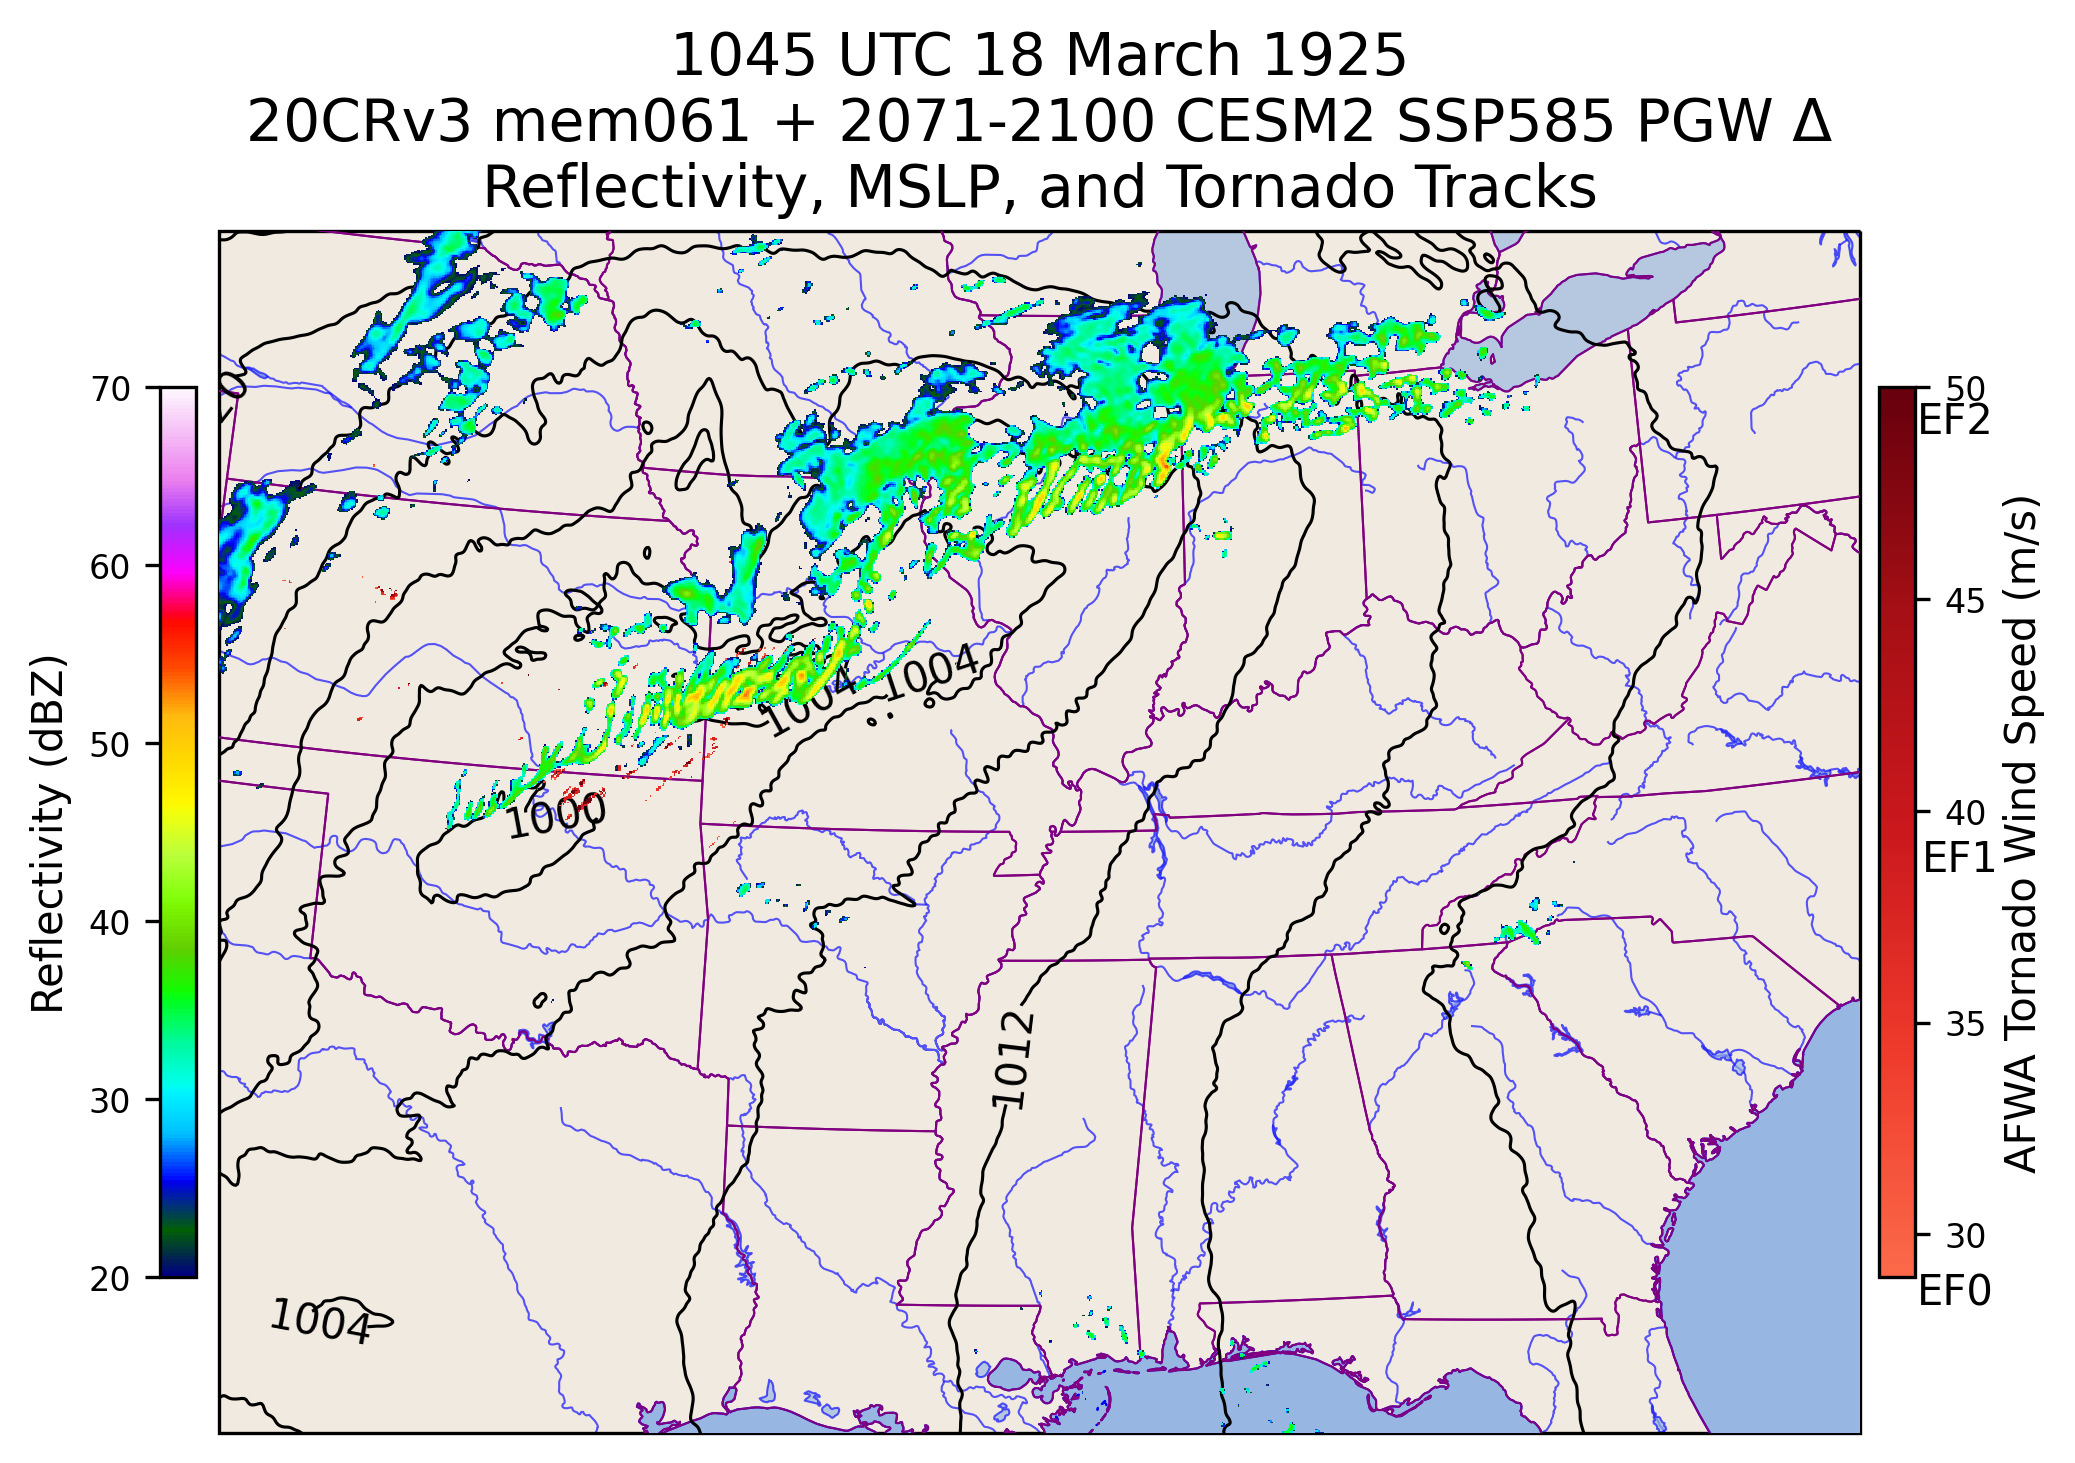 1045 UTC 18 March 1925
20CRv3 mem061 + 2071-2100 CESM2 SSP585 PGW Δ
Reflectivity, MSLP, and Tornado Tracks
Reflectivity (dBZ)
70
60
50
40
30
20
1004
1004
1000
1012
1004
50
EF2
45
40
EF1
35
30
EF0
AFWA Tornado Wind Speed (m/s)